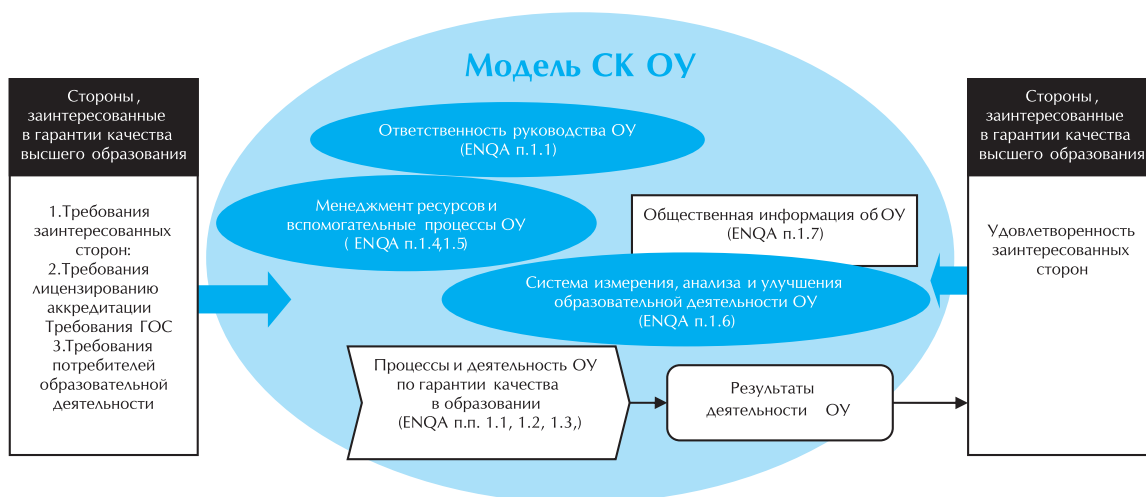 Модель СК ОУ
Стороны,
заинтересованные
в гарантии качества
высшего образования
1.Требования
заинтересованных
сторон:
2.Требования
лицензированию
аккредитации
Требования ГОС
3.Требования
потребителей
образовательной
деятельности
Ответственность руководства ОУ
(ENQA п.1.1)
Менеджмент ресурсов и
вспомогательные процессы ОУ
( ENQA п.1.4,1.5)
Общественная информация об ОУ
(ENQA п.1.7)
Система измерения, анализа и улучшения
образовательной деятельности ОУ
(ENQA п.1.6)
Процессы и деятельность ОУ
по гарантии качества
в образовании
(ENQA п.п. 1.1, 1.2, 1.3,)
Результаты
деятельности ОУ
Стороны,
заинтересованные
в гарантии качества
высшего образования
Удовлетворенность
заинтересованных
сторон